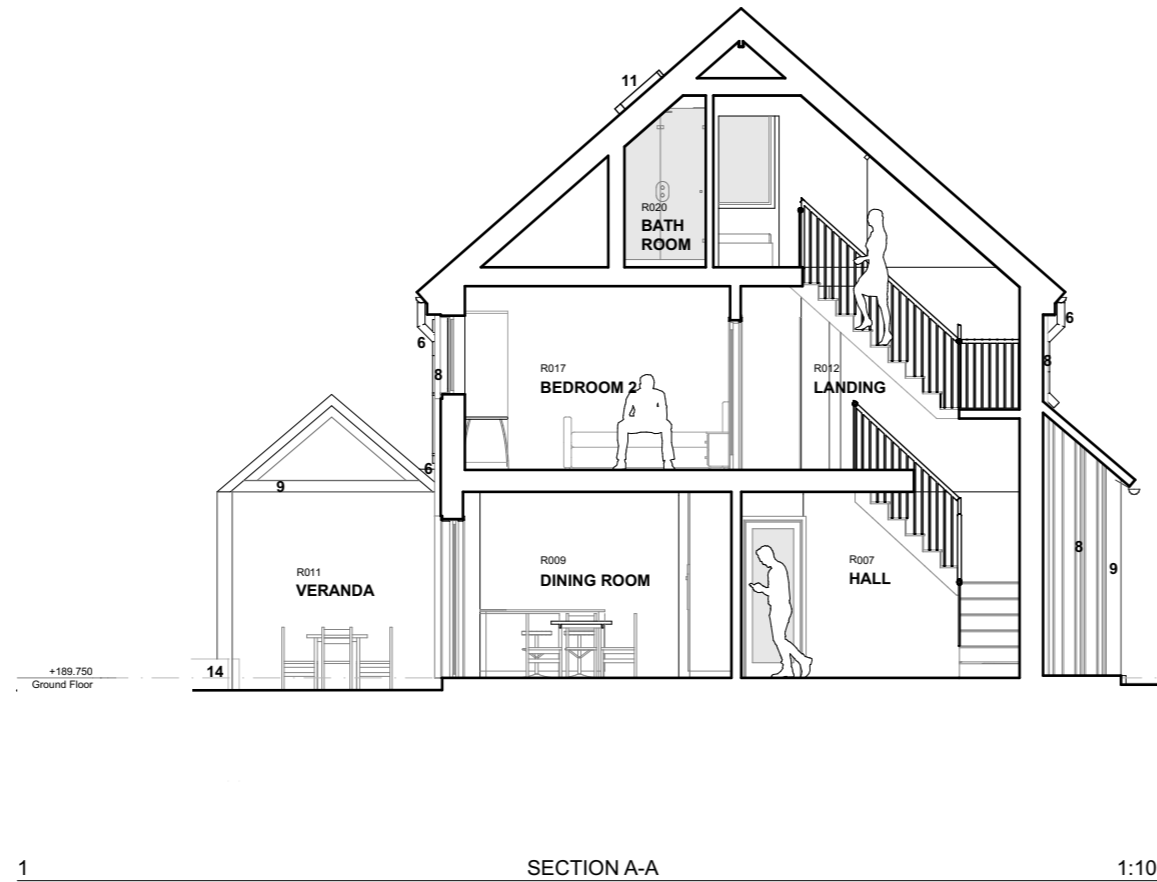 11
R020
BATH
ROOM
6
6
8
8
R017
BEDROOM 2
R012
LANDING
6
9
R011
VERANDA
R009
DINING ROOM
R007
HALL
8
9
+189.750
Ground Floor
14
1
SECTION A-A
1:10